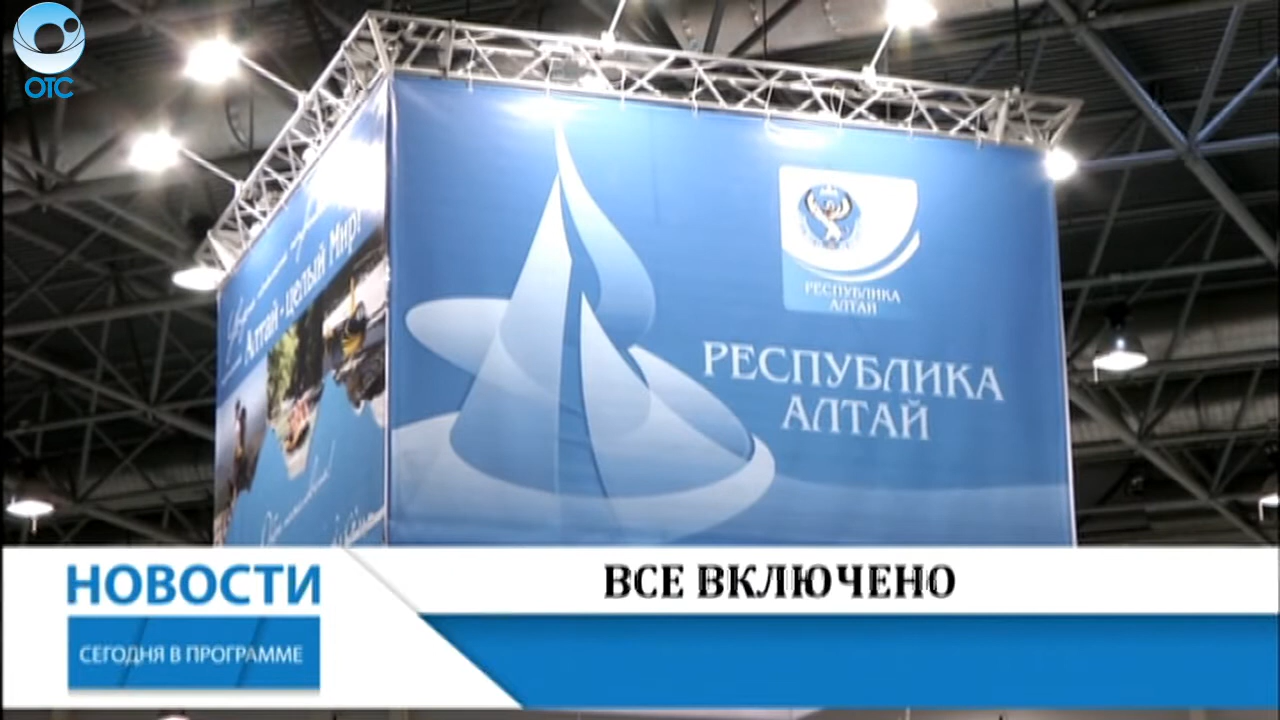 ОТС
Алтай - целый Мир!
РЕСПУБЛИКА
АЛТАЙ
РЕСПУБЛИКА
АЛТАЙ
НОВОСТИ
СЕГОДНЯ В ПРОГРАММЕ
ВСЕ ВКЛЮЧЕНО